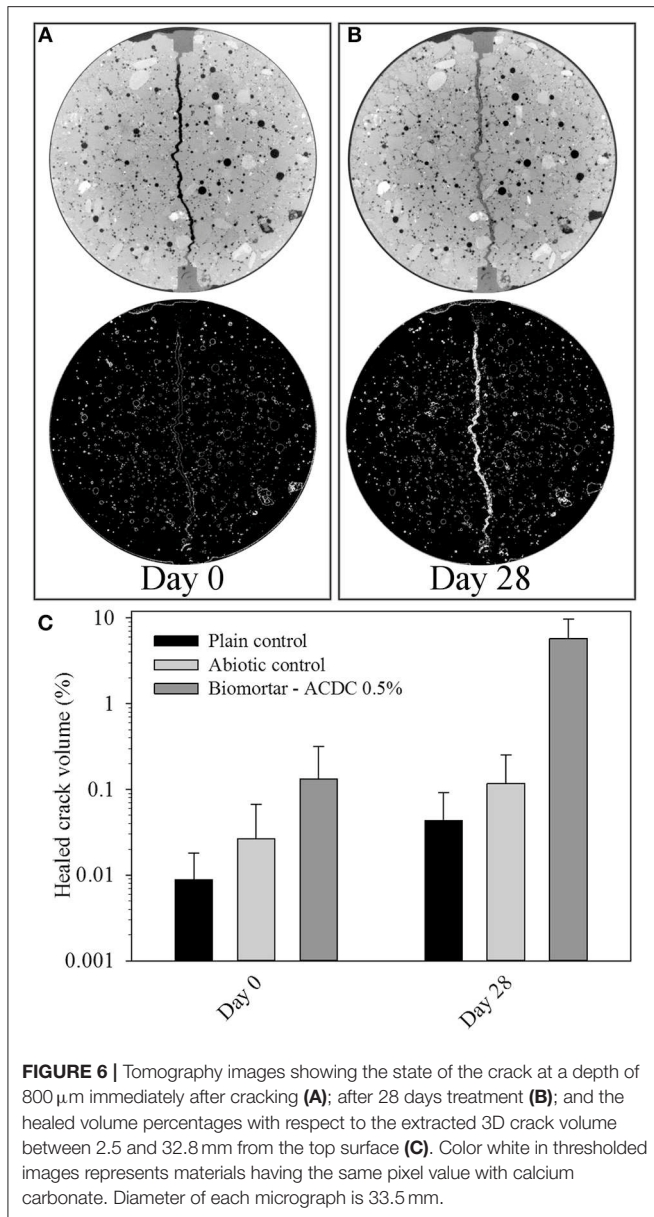 A
B
Day 0
Day 28
C
Healed crack volume (%)
10
1
0.1
0.01
0.001
Plain control
Abiotic control
Biomortar - ACDC 0.5%
Day 0
Day 28
FIGURE 6 | Tomography images showing the state of the crack at a depth of
800 μm immediately after cracking (A); after 28 days treatment (B); and the
healed volume percentages with respect to the extracted 3D crack volume
between 2.5 and 32.8 mm from the top surface (C). Color white in thresholded
images represents materials having the same pixel value with calcium
carbonate. Diameter of each micrograph is 33.5 mm.